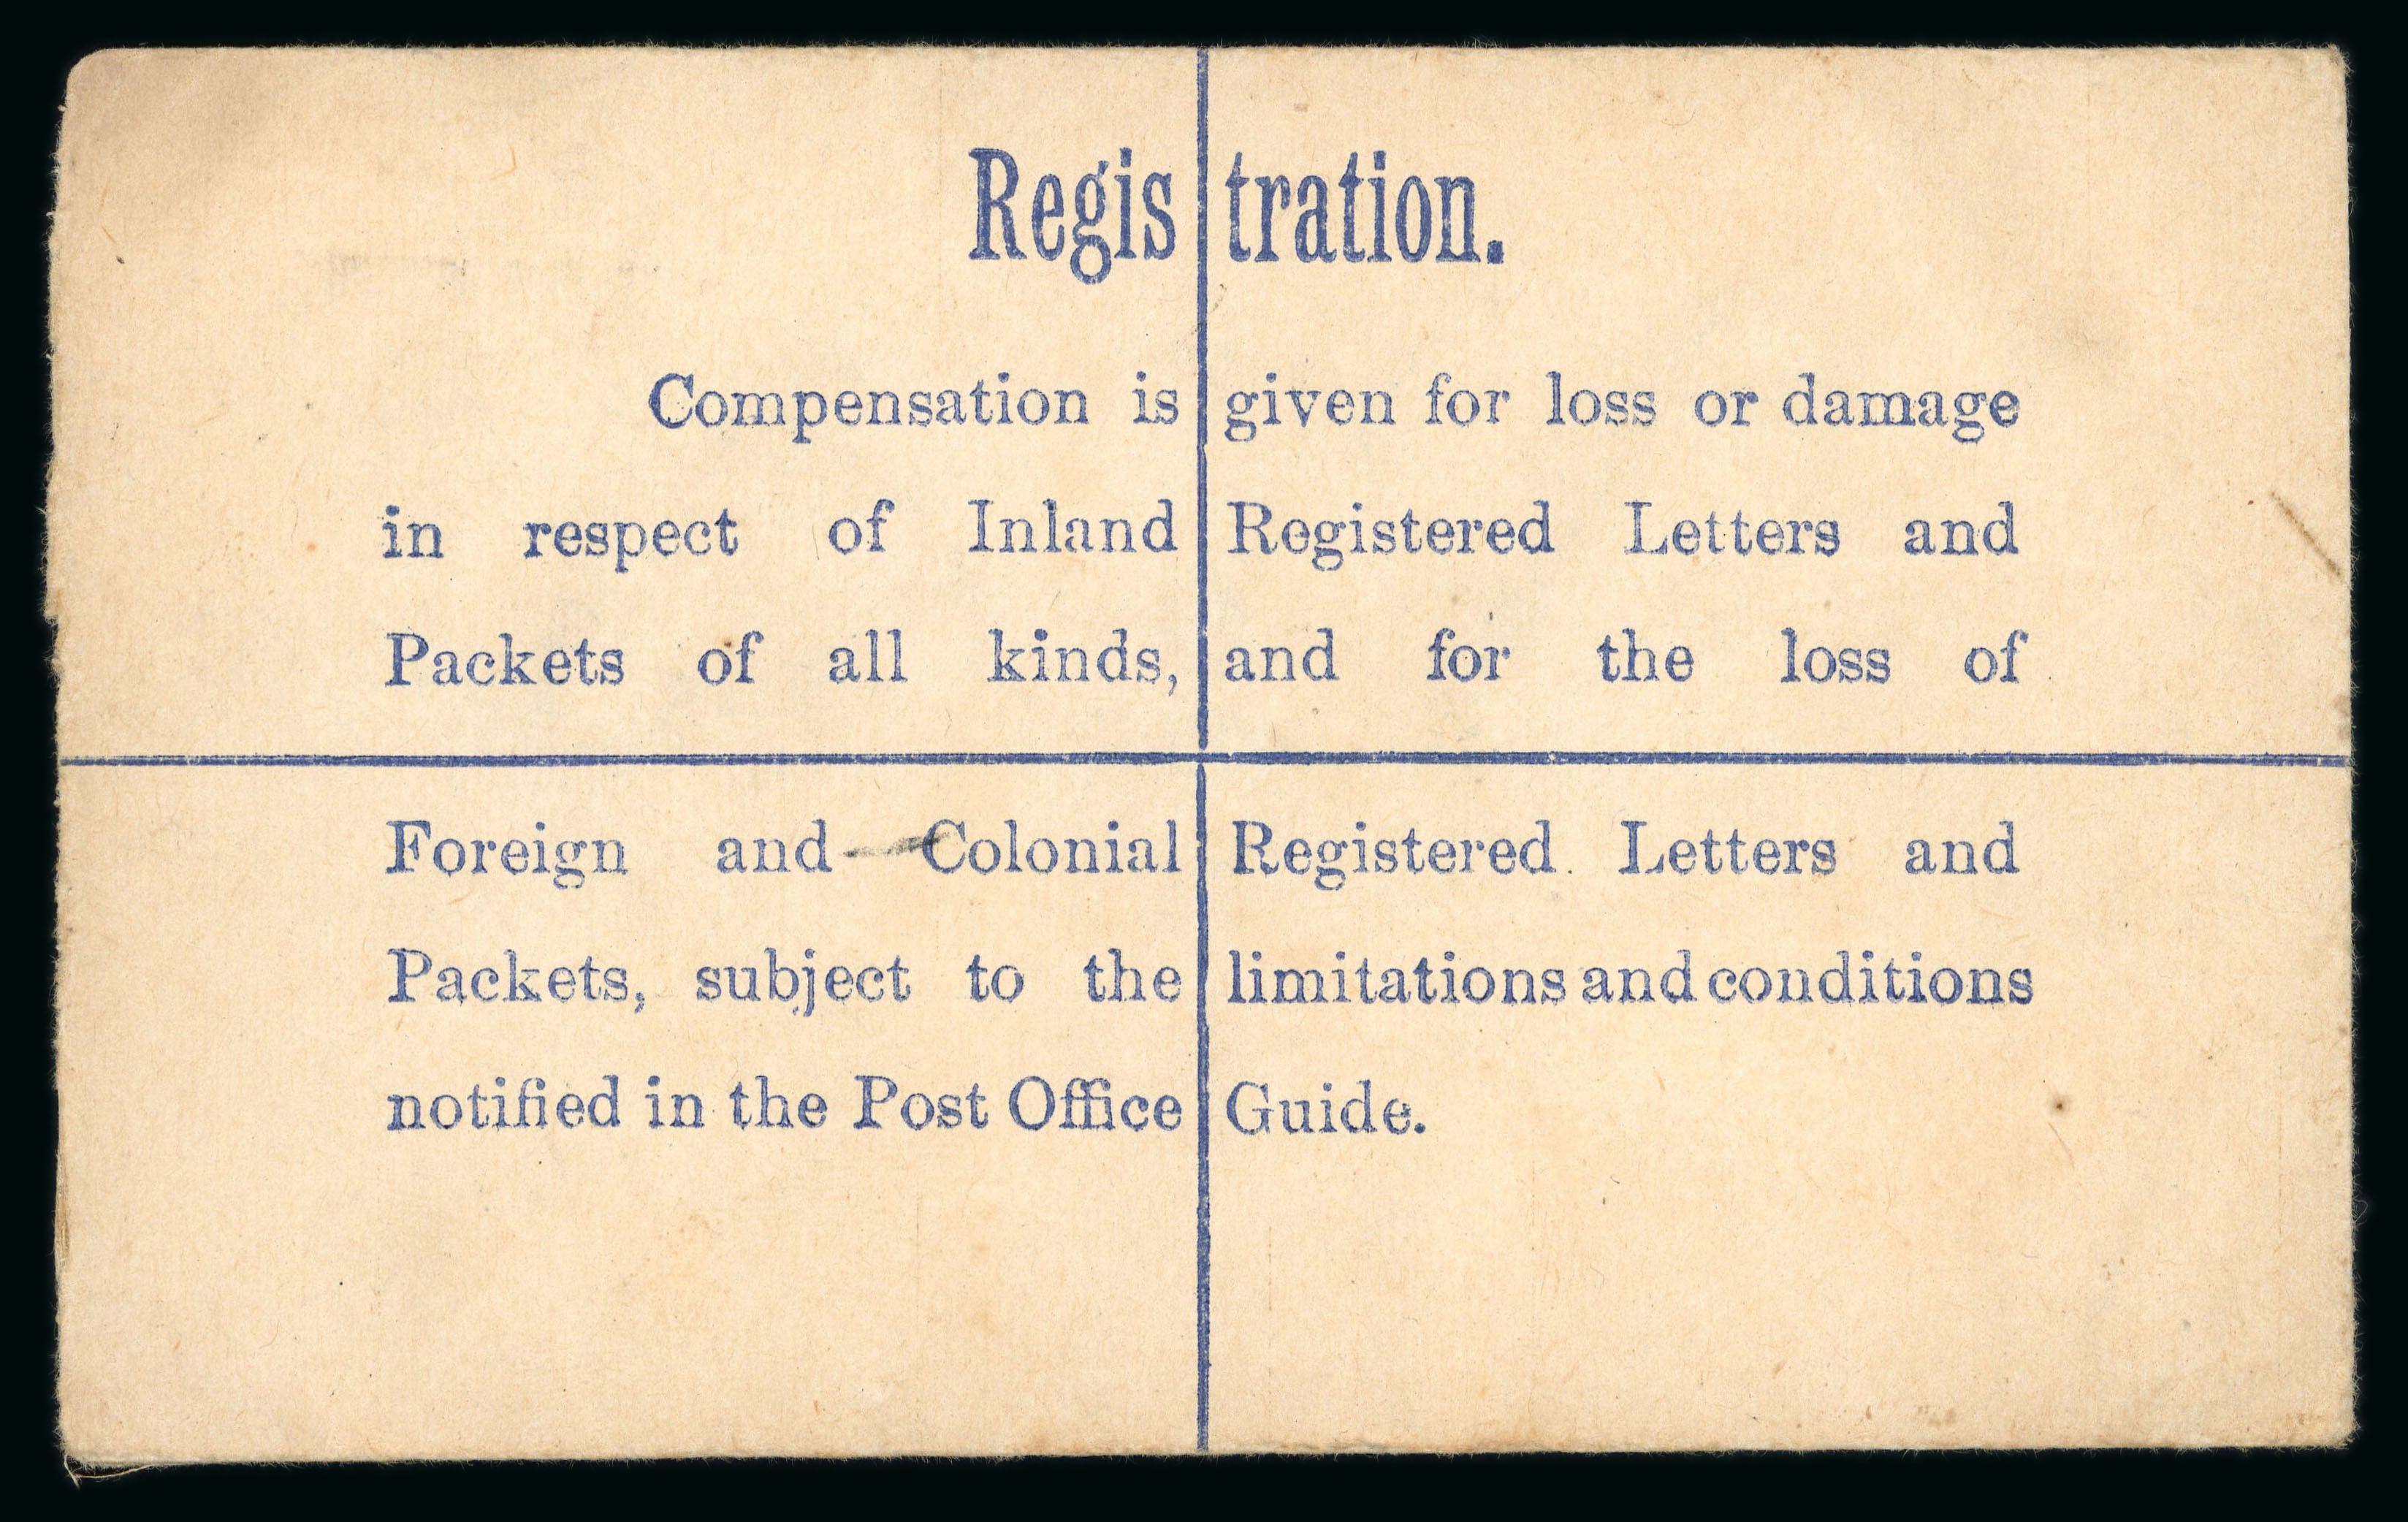 Registration.
Compensation is given for loss or damage
in respect of Inland Registered Letters and
Packets of all kinds, and for the loss of
Foreign and Colonial Registered Letters and
Packets, subject to the limitations and conditions
notified in the Post Office Guide.